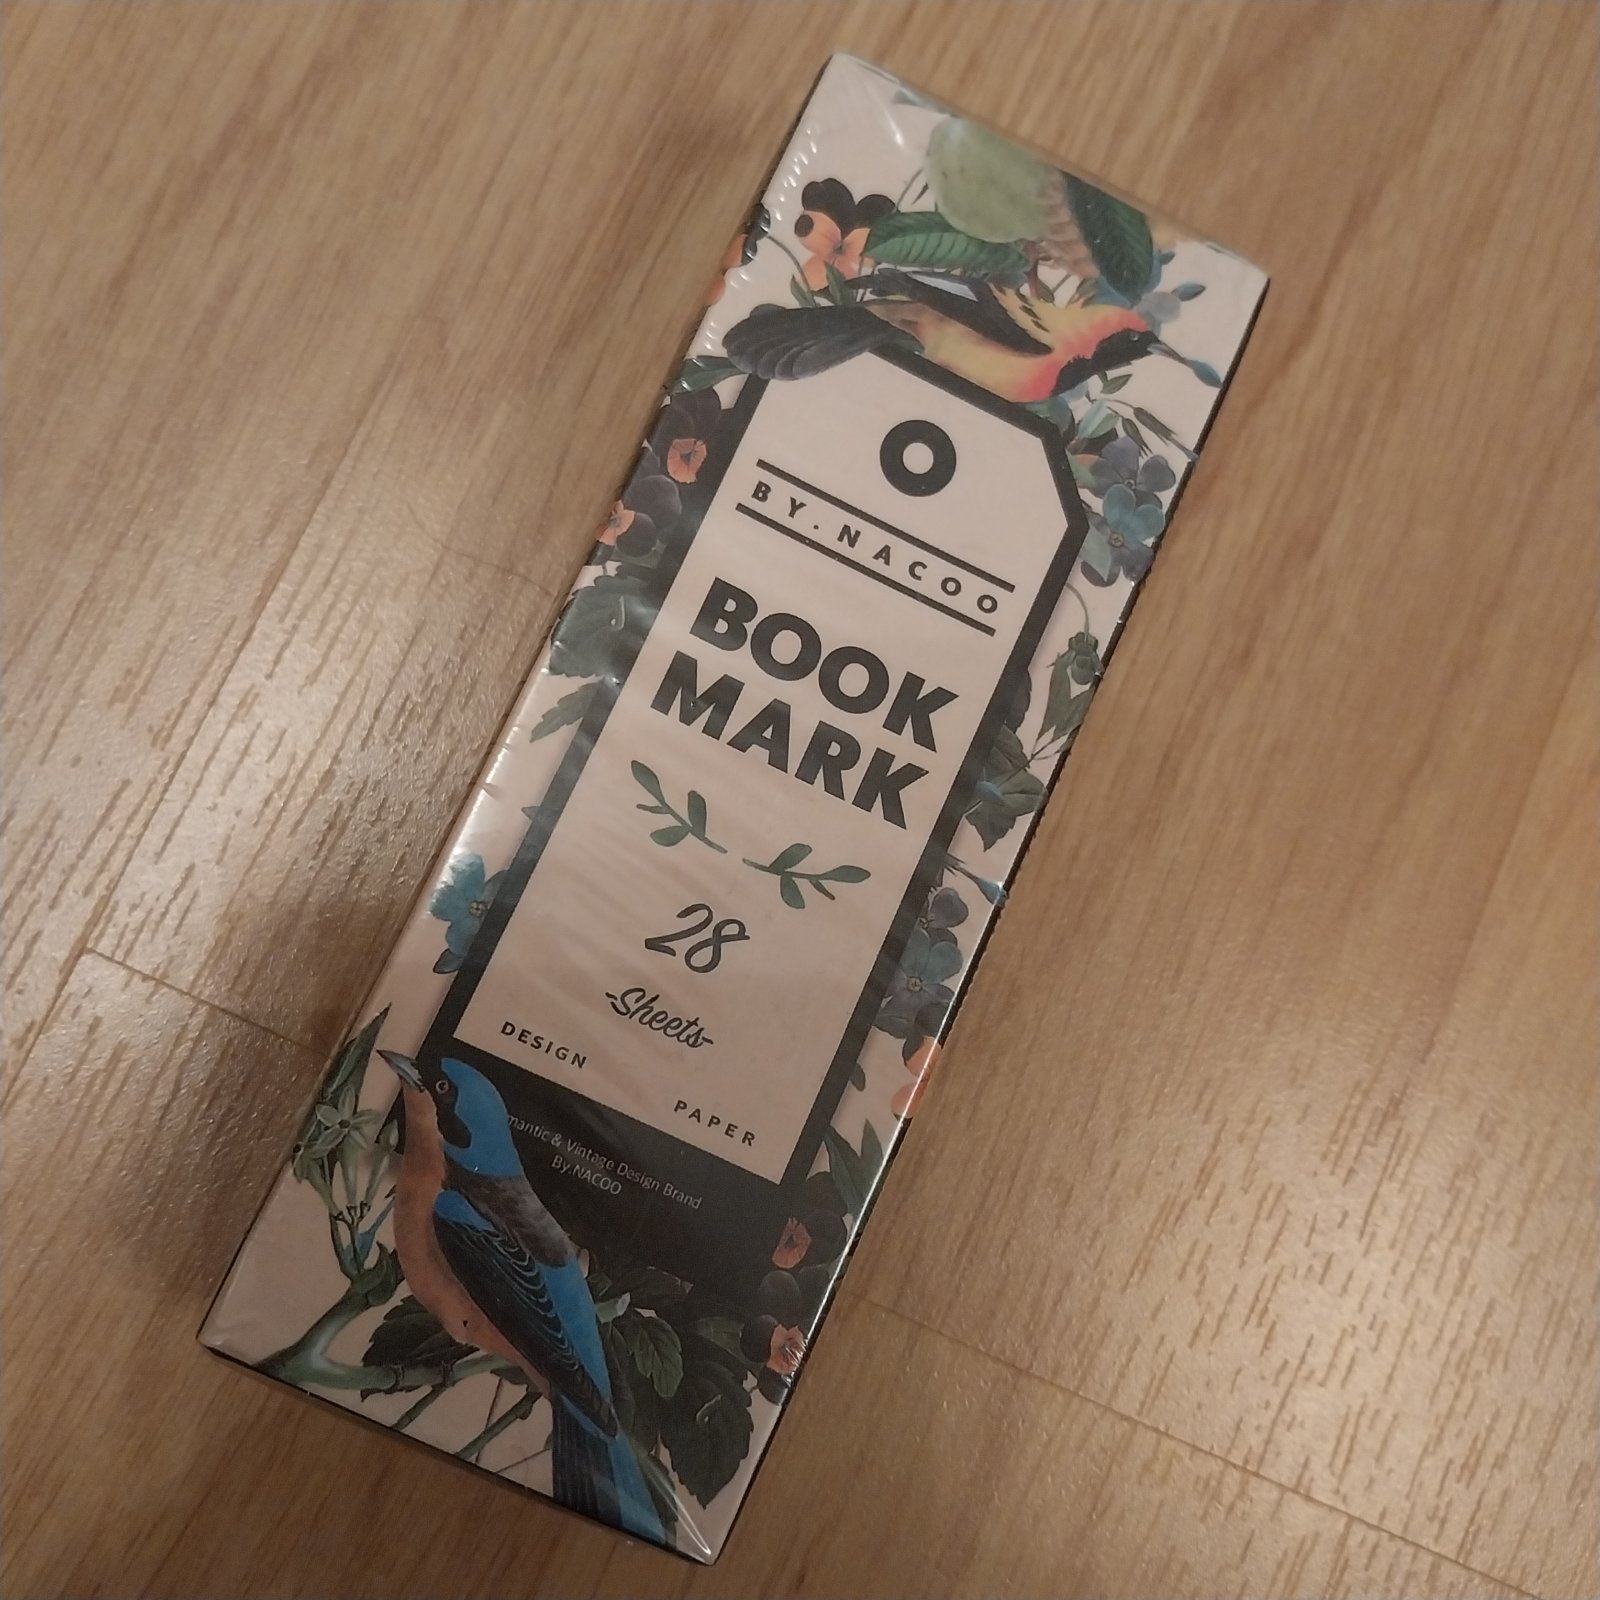 BY.NACOO
BOOK
MARK
28
-Sheets-
DESIGN
PAPER
& Vintage Design Brand
By.NACOO